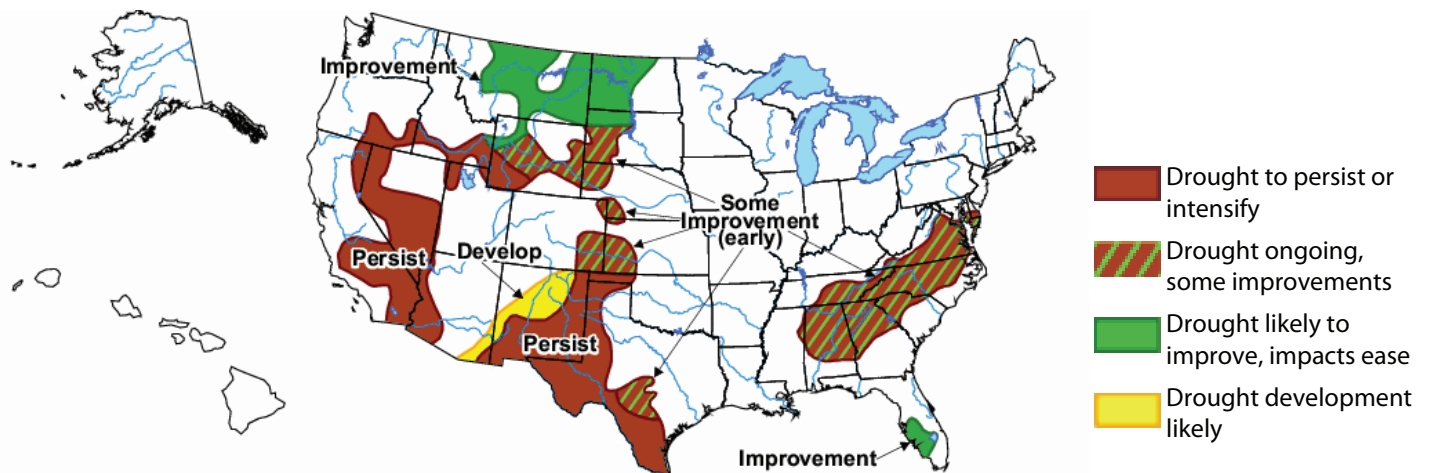 Improvement
Some
Improvement
(early)
Develop
Persist
Persist
Improvement
Drought to persist or
intensify
Drought ongoing,
some improvements
Drought likely to
improve, impacts ease
Drought development
likely